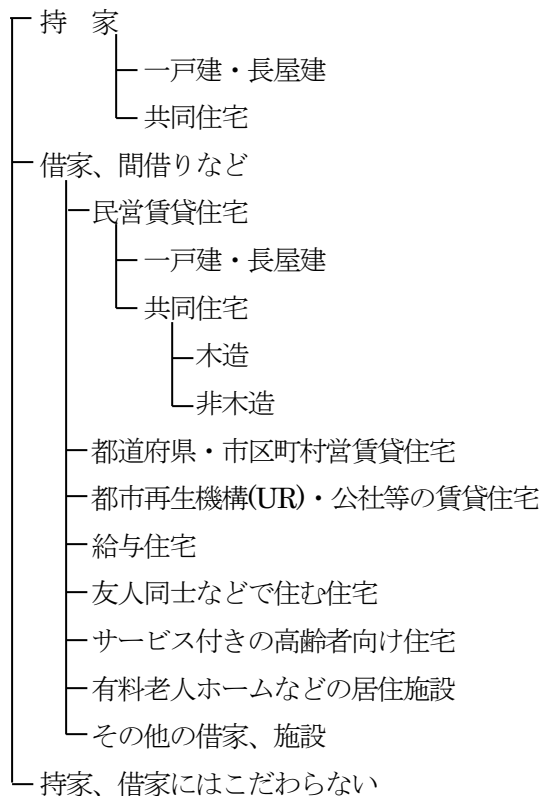 持　家
一戸建・長屋建
共同住宅
借家、間借りなど
民営賃貸住宅
一戸建・長屋建
共同住宅
木造
非木造
都道府県・市区町村営賃貸住宅
都市再生機構(UR)・公社等の賃貸住宅
給与住宅
友人同士などで住む住宅
サービス付きの高齢者向け住宅
有料老人ホームなどの居住施設
その他の借家、施設
持家、借家にはこだわらない